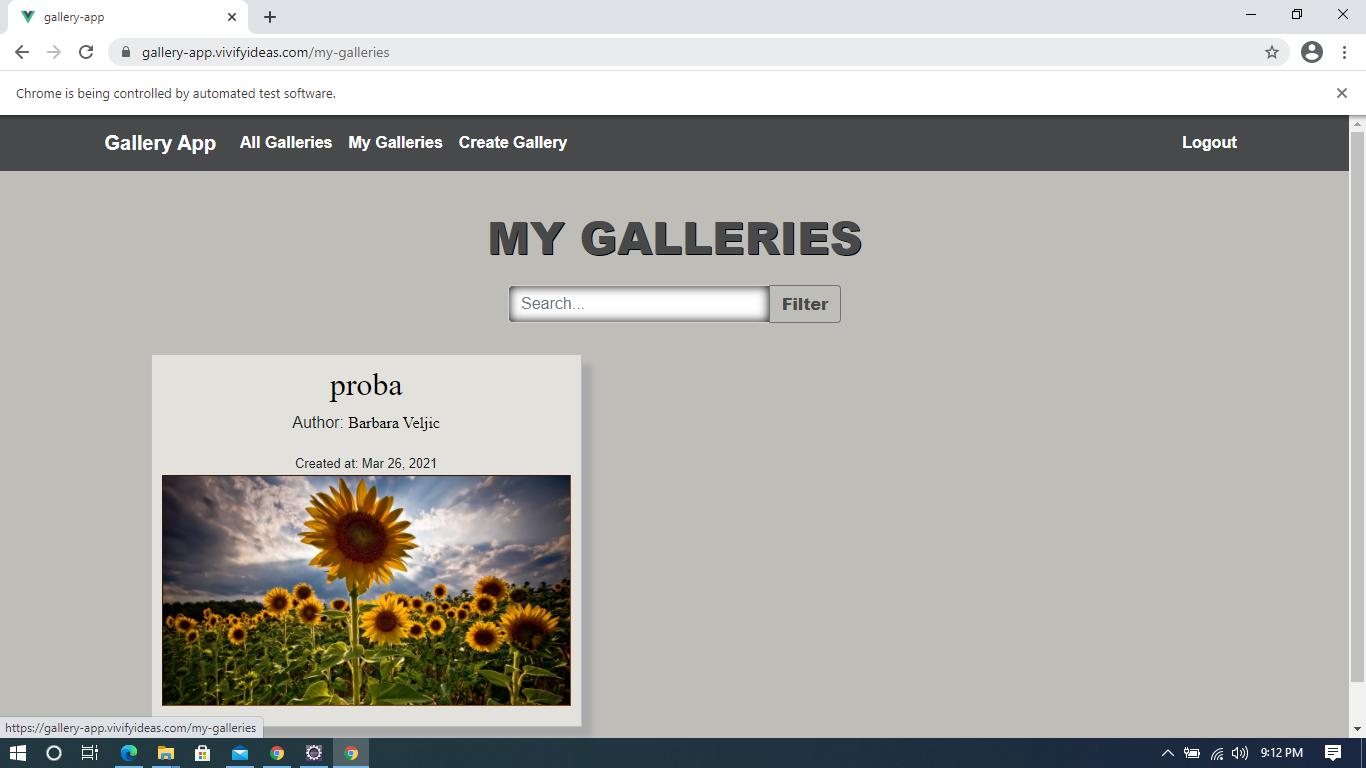 gallery-app
gallery-app.vivifyideas.com/my-galleries
Chrome is being controlled by automated test software.
Gallery App All Galleries My Galleries Create Gallery Logout
MY GALLERIES
Search... Filter
proba
Author: Barbara Veljic
Created at: Mar 26, 2021
https://gallery-app.vivifyideas.com/my-galleries
9:12 PM